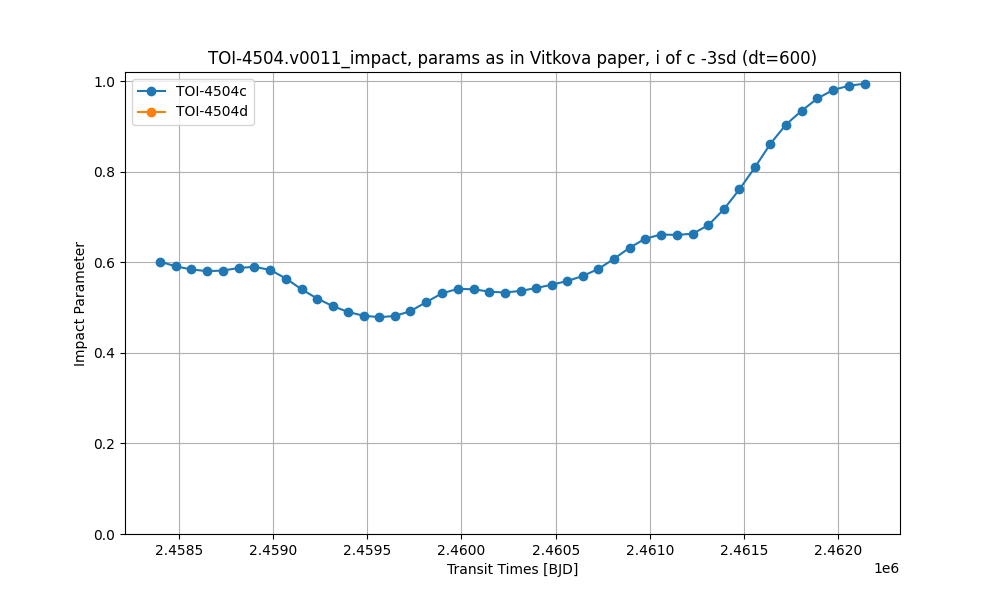 TOI-4504.v0011_impact, params as in Vitkova paper, i of c -3sd (dt=600)
TOI-4504c
TOI-4504d
Impact Parameter
1.0
0.8
0.6
0.4
0.2
0.0
2.4585 2.4590 2.4595 2.4600 2.4605 2.4610 2.4615 2.4620
1e6
Transit Times [BJD]